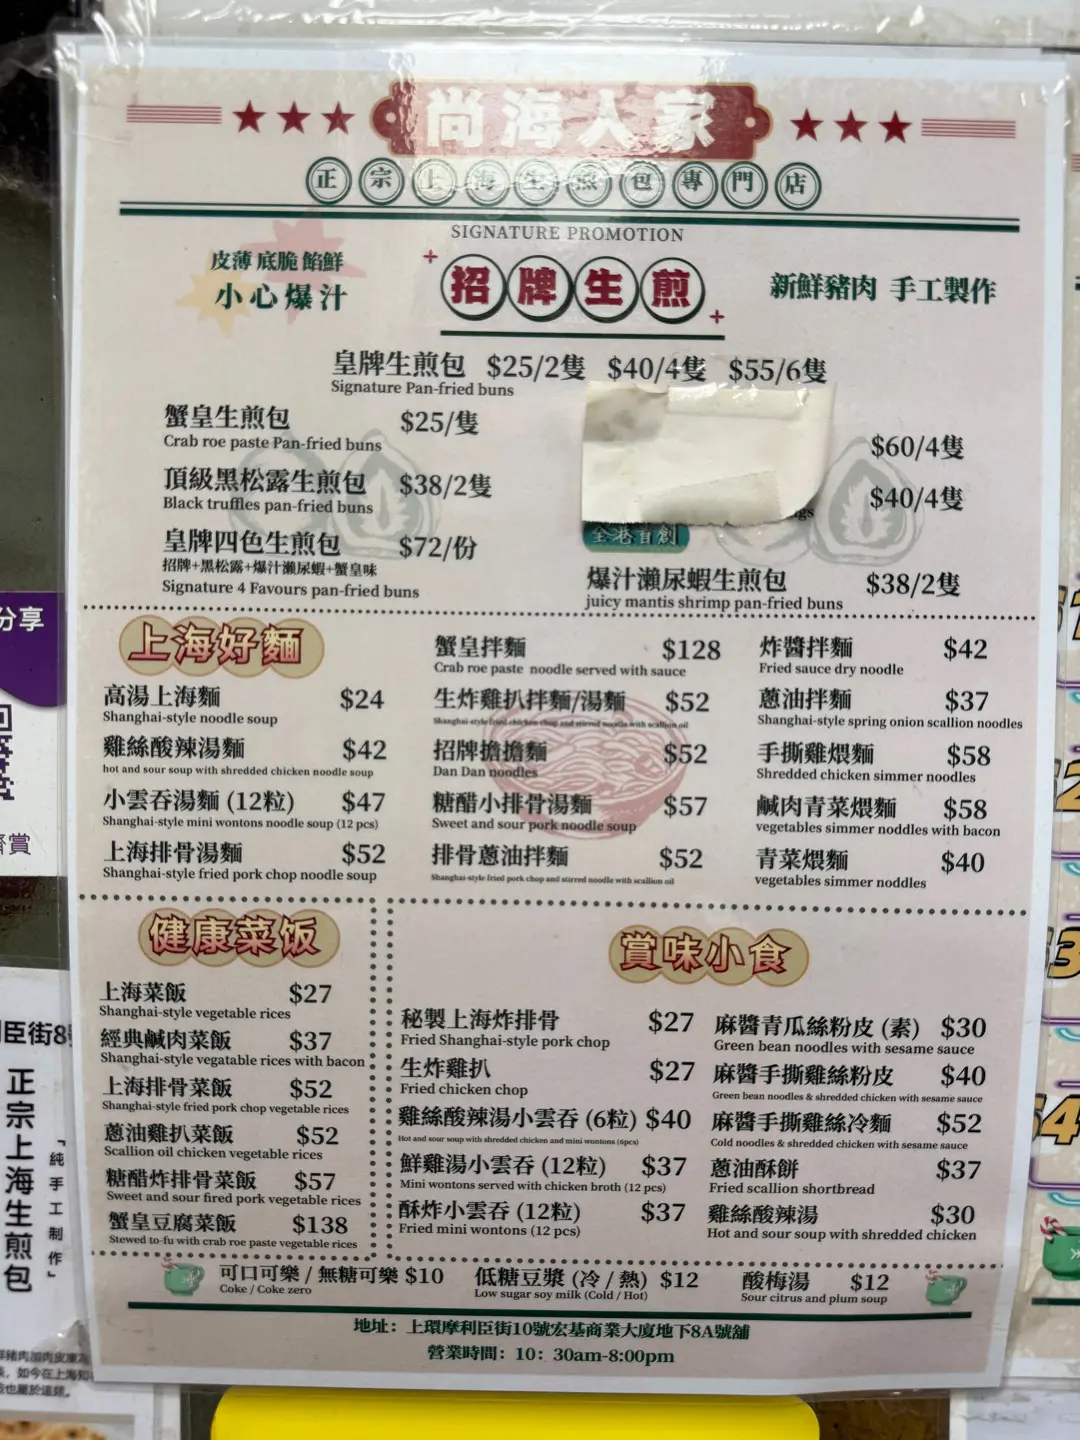 尚海人家
正宗上海生煎包專門店
SIGNATURE PROMOTION
皮薄 底脆 餡鮮
小心爆汁
招牌生煎
新鮮豬肉 手工製作
皇牌生煎包 $25/2隻 $40/4隻 $55/6隻
Signature Pan-fried buns
蟹皇生煎包 $25/隻
Crab roe paste Pan-fried buns
頂級黑松露生煎包 $38/2隻
Black truffles pan-fried buns
皇牌四色生煎包 $72/份
招牌+黑松露+爆汁瀨尿蝦+蟹皇味
Signature 4 Favours pan-fried buns
$60/4隻
$40/4隻
gs
全港首創
爆汁瀨尿蝦生煎包 $38/2隻
juicy mantis shrimp pan-fried buns
上海好麵
高湯上海麵 $24
Shanghai-style noodle soup
雞絲酸辣湯麵 $42
hot and sour soup with shredded chicken noodle soup
小雲吞湯麵 (12粒) $47
Shanghai-style mini wontons noodle soup (12 pcs)
上海排骨湯麵 $52
Shanghai-style fried pork chop noodle soup
蟹皇拌麵 $128
Crab roe paste noodle served with sauce
生炸雞扒拌麵/湯麵 $52
Shanghai-style fried chicken chop and stirred noodle with scallion oil
招牌擔擔麵 $52
Dan Dan noodles
糖醋小排骨湯麵 $57
Sweet and sour pork noodle soup
排骨蔥油拌麵 $52
Shanghai-style fried pork chop and stirred noodle with scallion oil
炸醬拌麵 $42
Fried sauce dry noodle
蔥油拌麵 $37
Shanghai-style spring onion scallion noodles
手撕雞煨麵 $58
Shredded chicken simmer noodles
鹹肉青菜煨麵 $58
vegetables simmer noddles with bacon
青菜煨麵 $40
vegetables simmer noddles
健康菜饭
上海菜飯 $27
Shanghai-style vegetable rices
經典鹹肉菜飯 $37
Shanghai-style vegatable rices with bacon
上海排骨菜飯 $52
Shanghai-style fried pork chop vegetable rices
蔥油雞扒菜飯 $52
Scallion oil chicken vegetable rices
糖醋炸排骨菜飯 $57
Sweet and sour fired pork vegetable rices
蟹皇豆腐菜飯 $138
Stewed to-fu with crab roe paste vegetable rices
賞味小食
秘製上海炸排骨 $27
Fried Shanghai-style pork chop
生炸雞扒 $27
Fried chicken chop
雞絲酸辣湯小雲吞 (6粒) $40
Hot and sour soup with shredded chicken and mini wontons (6pcs)
鮮雞湯小雲吞 (12粒) $37
Mini wontons served with chicken broth (12 pcs)
酥炸小雲吞 (12粒) $37
Fried mini wontons (12 pcs)
麻醬青瓜絲粉皮 (素) $30
Green bean noodles with sesame sauce
麻醬手撕雞絲粉皮 $40
Green bean noodles & shredded chicken with sesame sauce
麻醬手撕雞絲冷麵 $52
Cold noodles & shredded chicken with sesame sauce
蔥油酥餅 $37
Fried scallion shortbread
雞絲酸辣湯 $30
Hot and sour soup with shredded chicken
可口可樂 / 無糖可樂 $10
Coke / Coke zero
低糖豆漿 (冷 / 熱) $12
Low sugar soy milk (Cold / Hot)
酸梅湯 $12
Sour citrus and plum soup
地址：上環摩利臣街10號宏基商業大廈地下8A號舖
營業時間：10：30am-8:00pm
分享
賞
臣街8
正宗上海生煎包
「純手工制作」